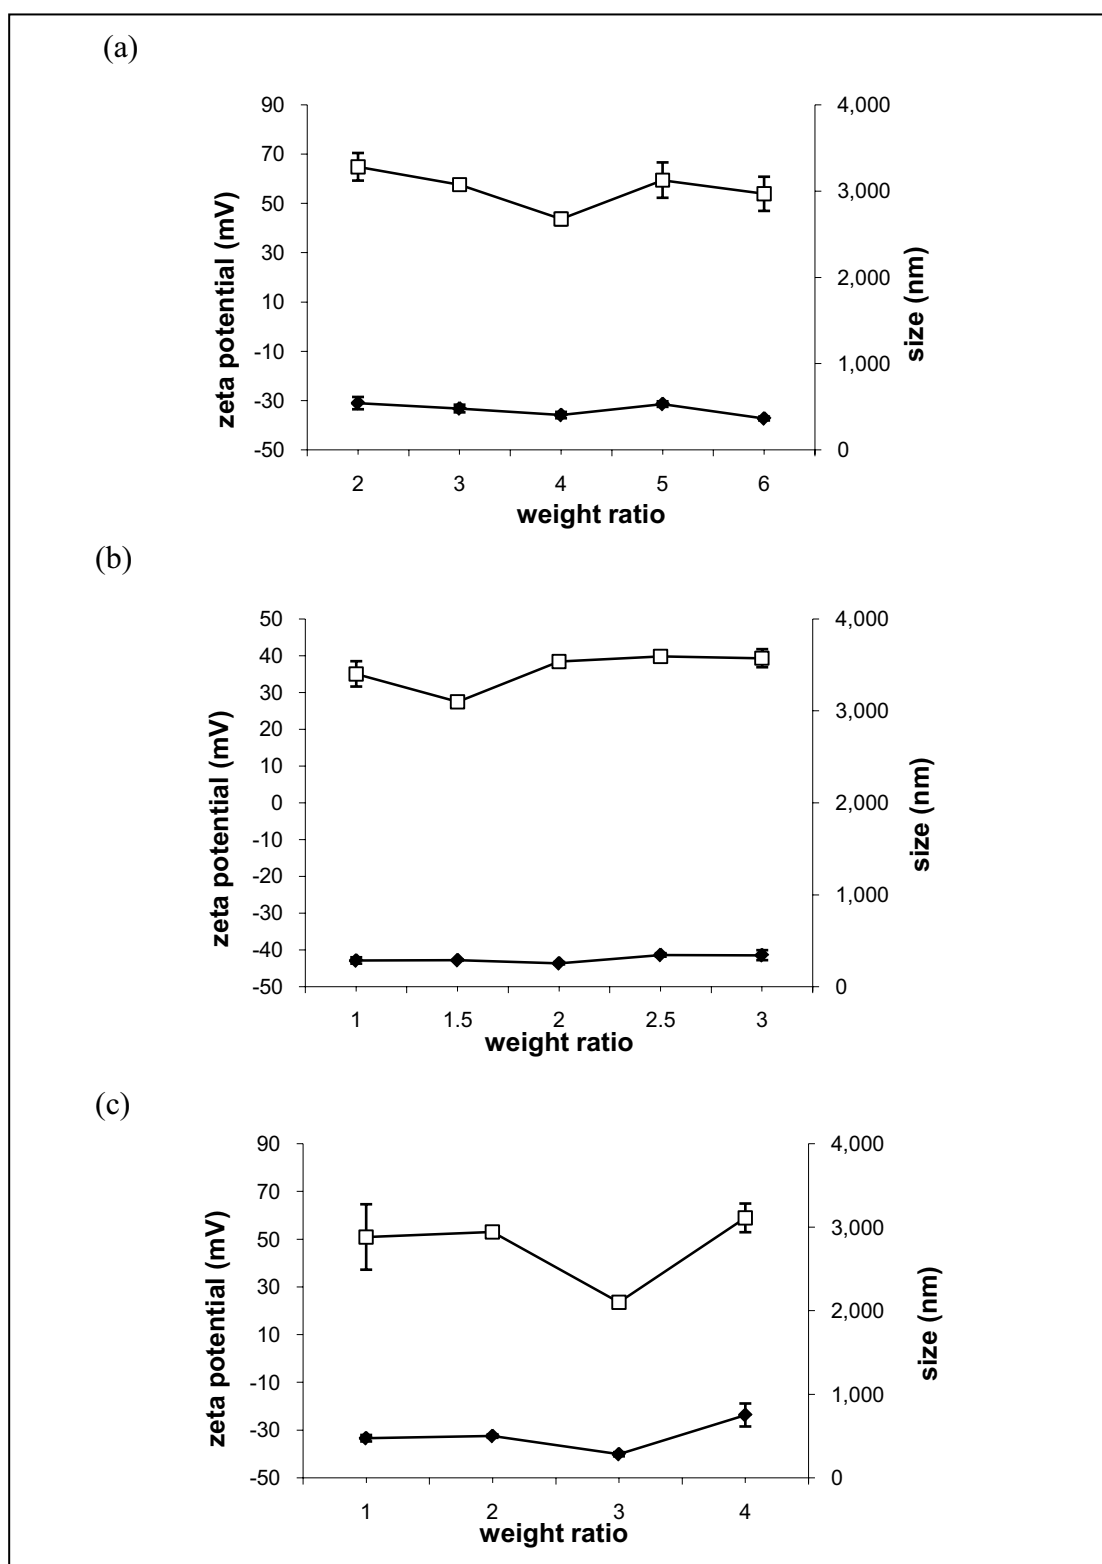 (a)
90
70
50
30
10
-10
-30
-50
zeta potential (mV)
4,000
3,000
2,000
1,000
0
size (nm)
2 3 4 5 6
weight ratio
(b)
50
40
30
20
10
0
-10
-20
-30
-40
-50
zeta potential (mV)
4,000
3,000
2,000
1,000
0
size (nm)
1 1.5 2 2.5 3
weight ratio
(c)
90
70
50
30
10
-10
-30
-50
zeta potential (mV)
4,000
3,000
2,000
1,000
0
size (nm)
1 2 3 4
weight ratio